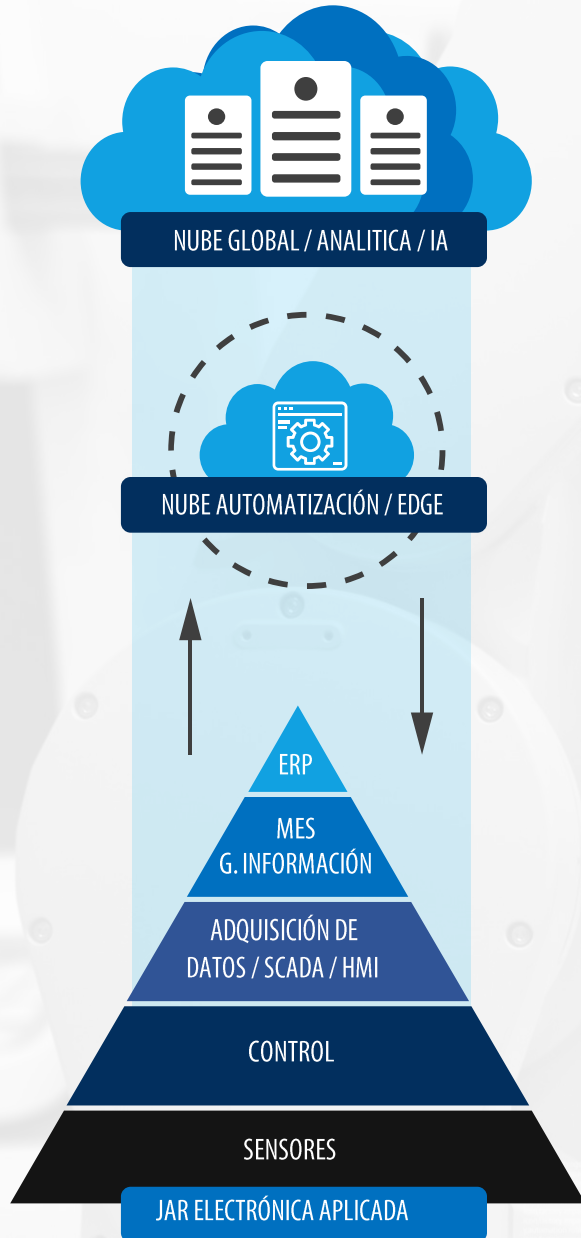 NUBE GLOBAL / ANALITICA / IA
NUBE AUTOMATIZACIÓN / EDGE
ERP
MES
G. INFORMACIÓN
ADQUISICIÓN DE
DATOS / SCADA / HMI
CONTROL
SENSORES
JAR ELECTRÓNICA APLICADA